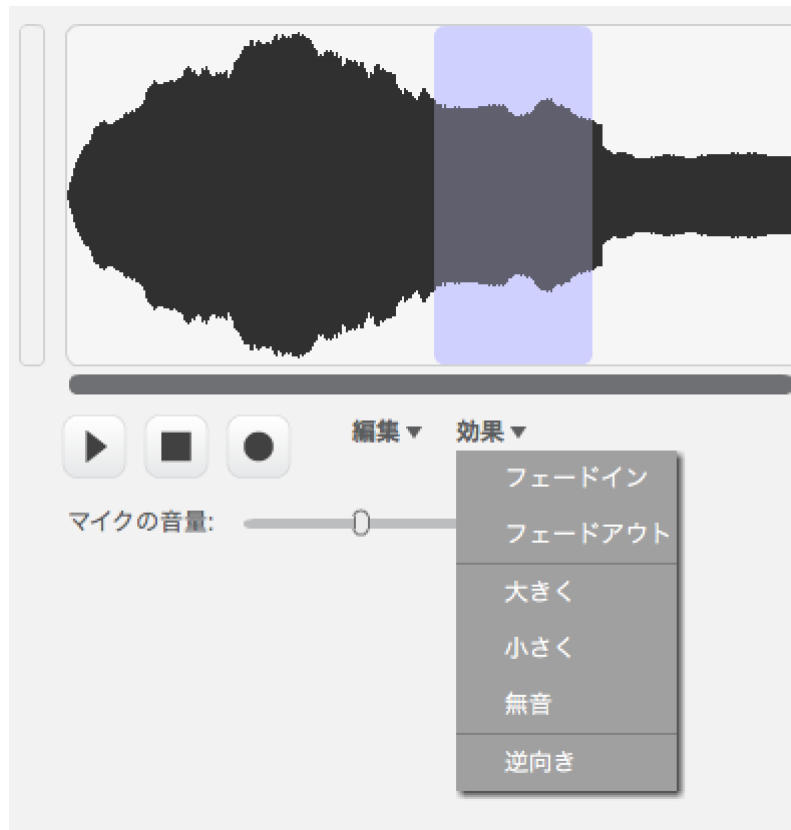 編集▼ 効果▼
フェードイン
マイクの音量:
フェードアウト
大きく
小さく
無音
逆向き